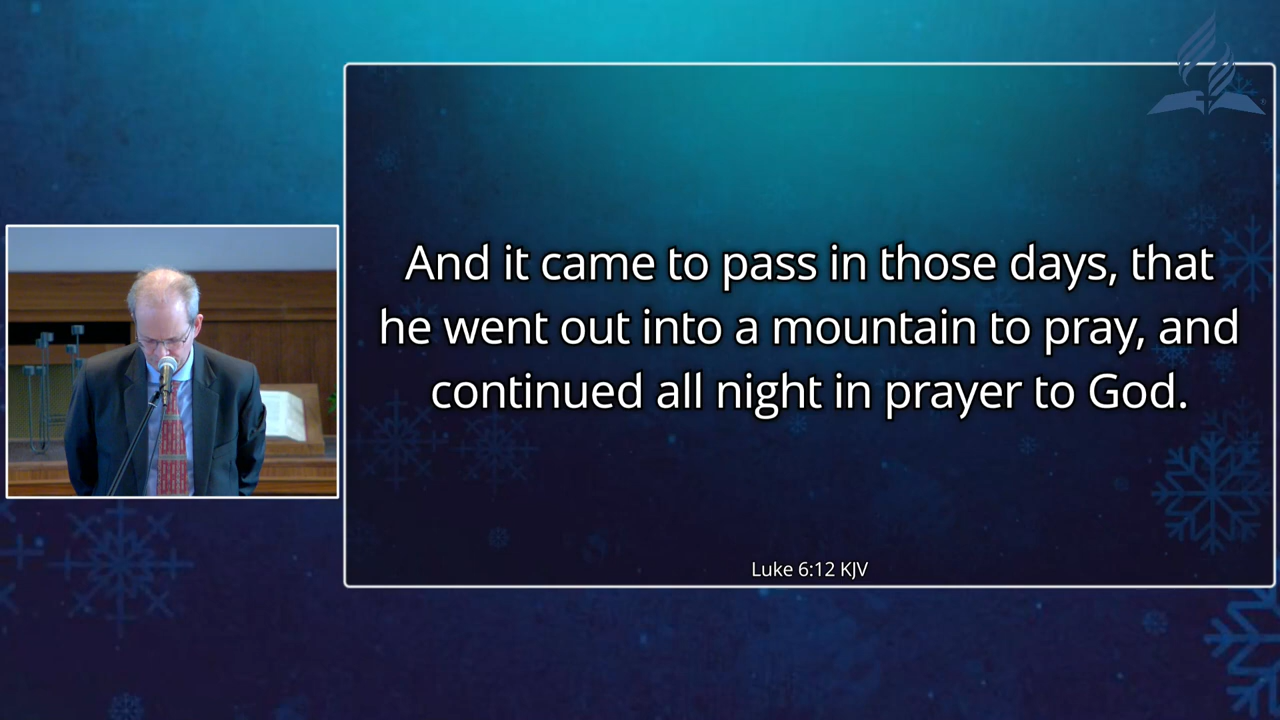 And it came to pass in those days, that
he went out into a mountain to pray, and
continued all night in prayer to God.
Luke 6:12 KJV